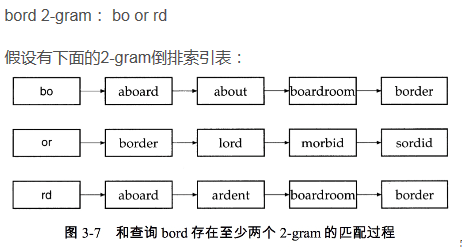 bord 2-gram： bo or rd
假设有下面的2-gram倒排索引表：
bo aboard about boardroom border
or border lord morbid sordid
rd aboard ardent boardroom border
图 3-7 和查询 bord 存在至少两个 2-gram 的匹配过程